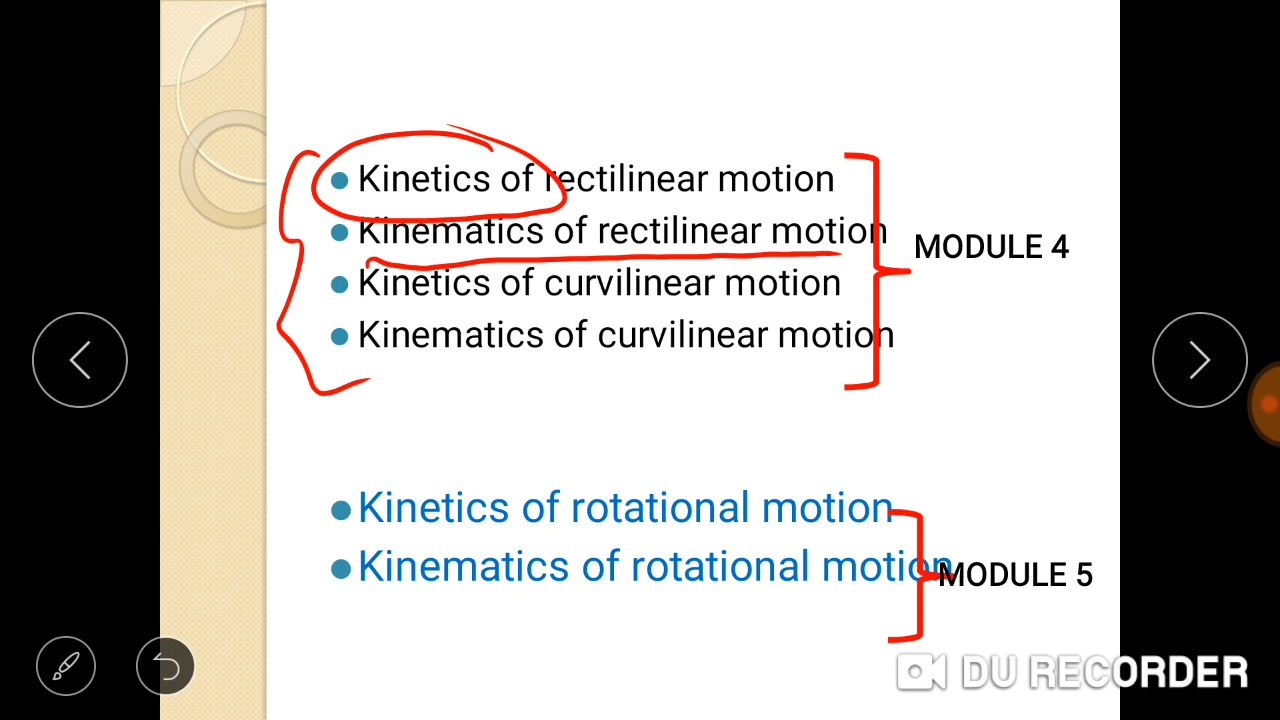 Kinetics of rectilinear motion
Kinematics of rectilinear motion
Kinetics of curvilinear motion
Kinematics of curvilinear motion
MODULE 4
Kinetics of rotational motion
Kinematics of rotational motion
MODULE 5
DU RECORDER